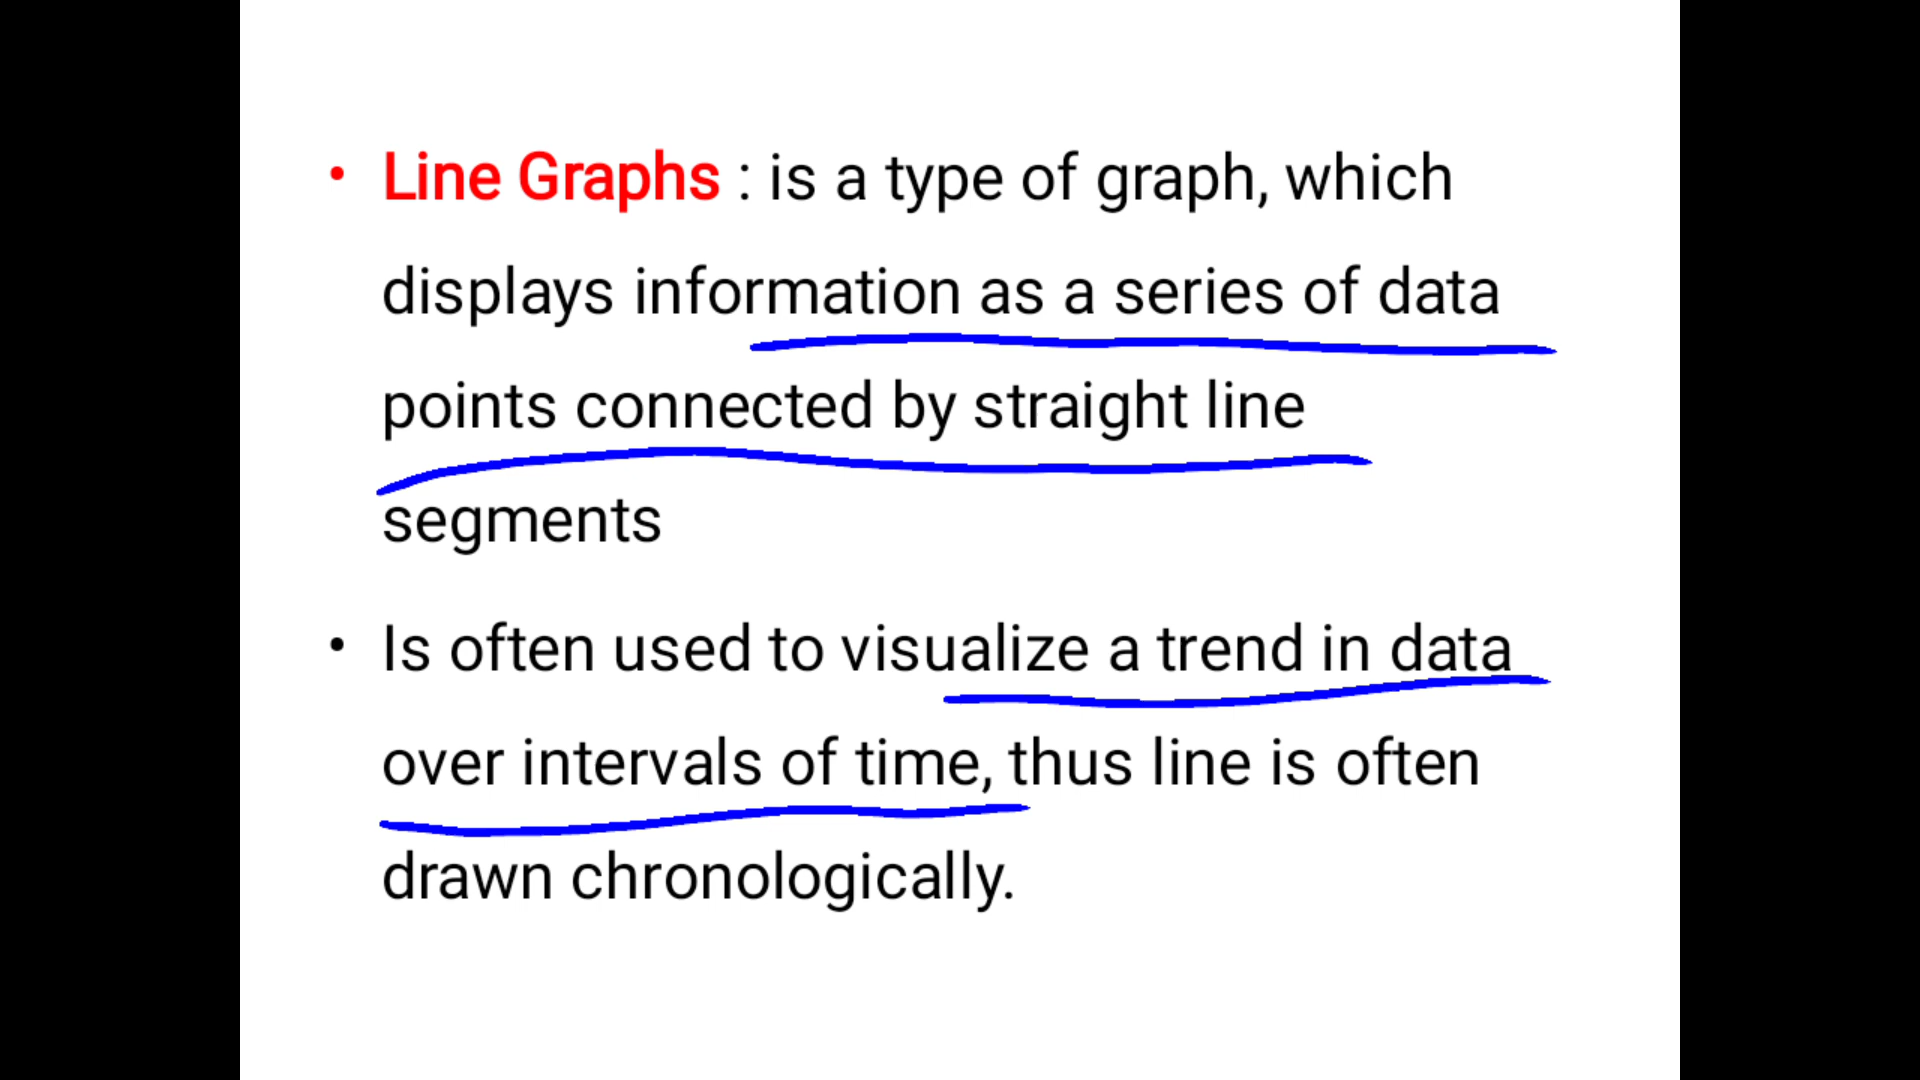 • Line Graphs : is a type of graph, which
displays information as a series of data
points connected by straight line
segments
• Is often used to visualize a trend in data
over intervals of time, thus line is often
drawn chronologically.